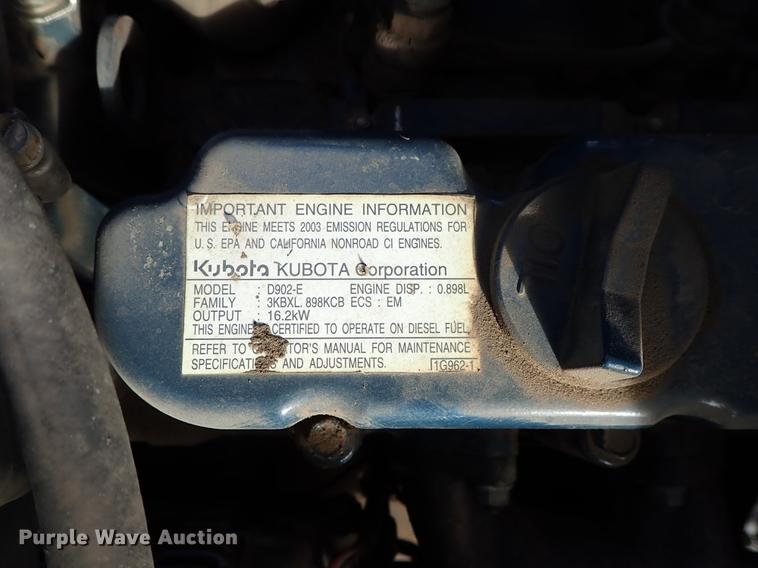 IMPORTANT ENGINE INFORMATION
THIS ENGINE MEETS 2003 EMISSION REGULATIONS FOR
U.S. EPA AND CALIFORNIA NONROAD CI ENGINES.
Kubota KUBOTA Corporation
MODEL : D902-E ENGINE DISP. : 0.898L
FAMILY : 3KBXL.898KCB ECS : EM
OUTPUT : 16.2kW
THIS ENGINE CERTIFIED TO OPERATE ON DIESEL FUEL
REFER TO OPERATOR'S MANUAL FOR MAINTENANCE
SPECIFICATIONS AND ADJUSTMENTS. 1G962-1
OIL
Purple Wave Auction